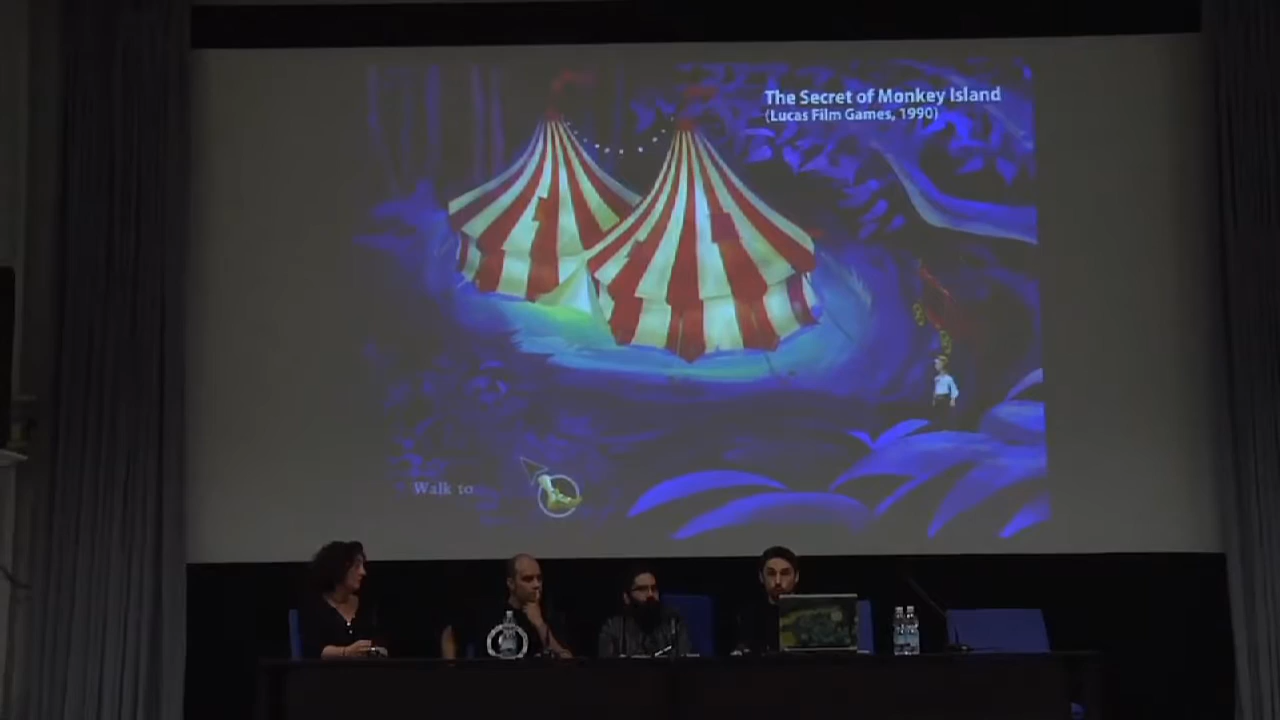 The Secret of Monkey Island
(Lucas Film Games, 1990)
Walk to